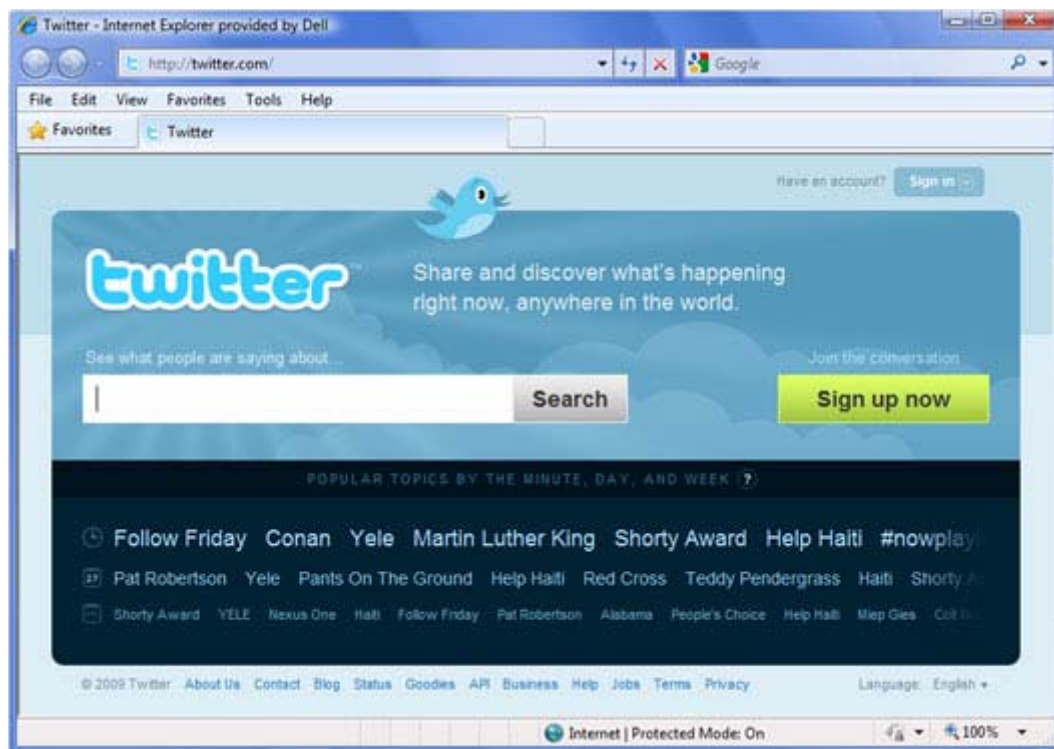 Twitter - Internet Explorer provided by Dell
http://twitter.com/ Google
File Edit View Favorites Tools Help
Favorites Twitter
Have an account? Sign in
twitter
Share and discover what's happening
right now, anywhere in the world.
See what people are saying about...
Join the conversation
Search
Sign up now
POPULAR TOPICS BY THE MINUTE, DAY, AND WEEK ?
Follow Friday Conan Yele Martin Luther King Shorty Award Help Haiti #nowplayi
27 Pat Robertson Yele Pants On The Ground Help Haiti Red Cross Teddy Pendergrass Haiti Shorty
Shorty Award YELE Nexus One Haiti Follow Friday Pat Robertson Alabama People's Choice Help Haiti Miep Gies
© 2009 Twitter About Us Contact Blog Status Goodies API Business Help Jobs Terms Privacy Language: English
Internet | Protected Mode: On 100%